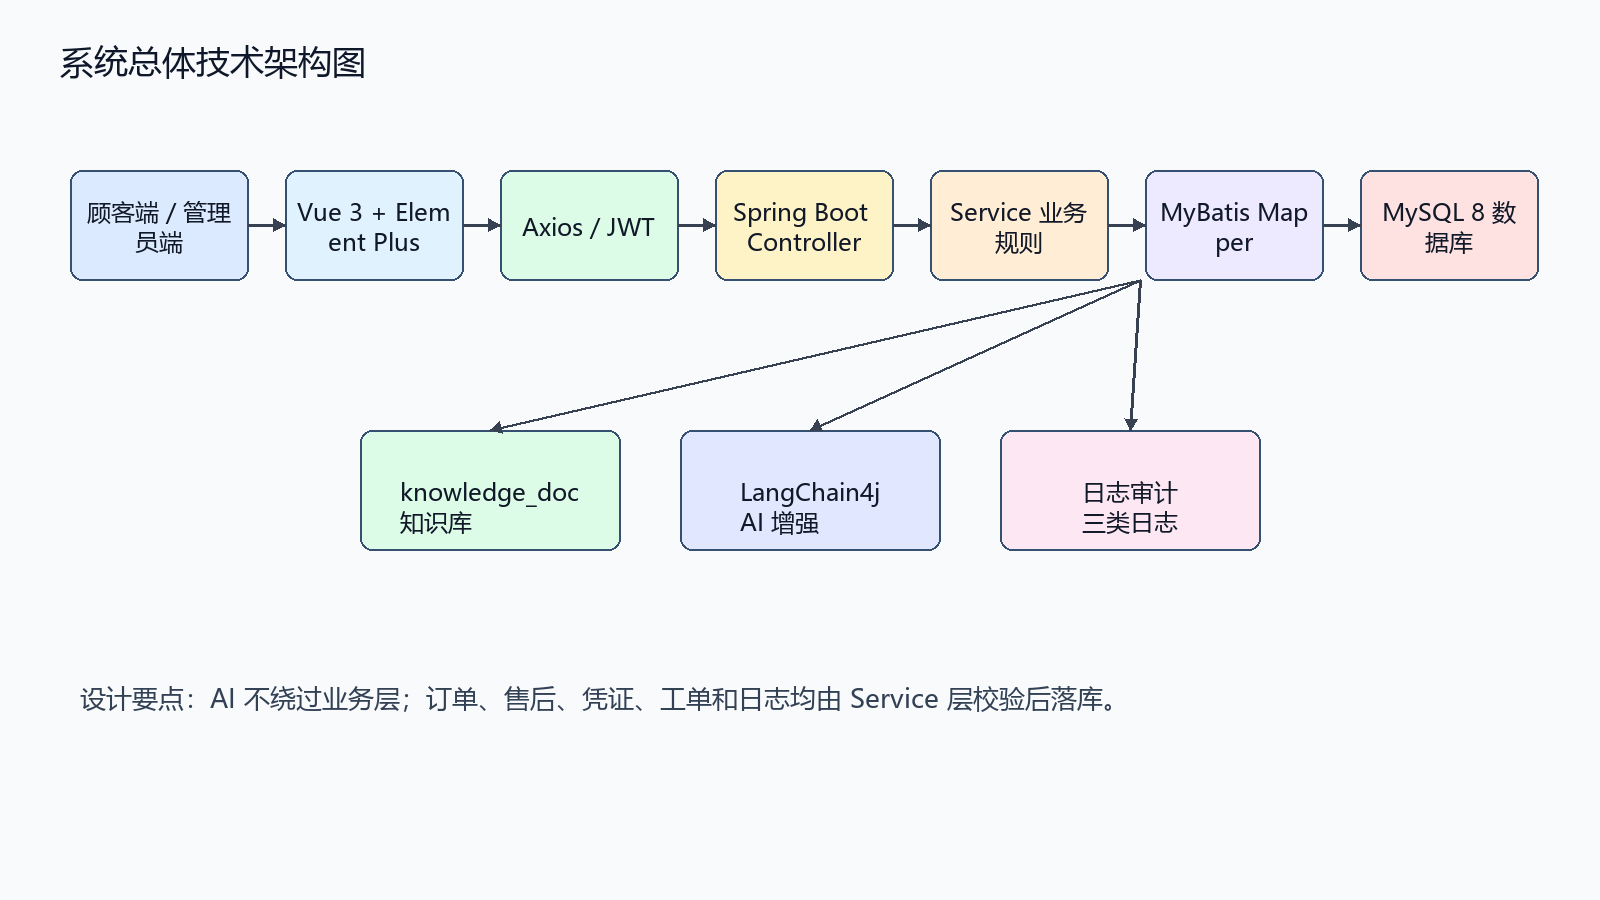 系统总体技术架构图
顾客端 / 管理
员端
Vue 3 + Elem
ent Plus
Axios / JWT
Spring Boot
Controller
Service 业务
规则
MyBatis Map
per
MySQL 8 数
据库
knowledge_doc
知识库
LangChain4j
AI 增强
日志审计
三类日志
设计要点：AI 不绕过业务层；订单、售后、凭证、工单和日志均由 Service 层校验后落库。